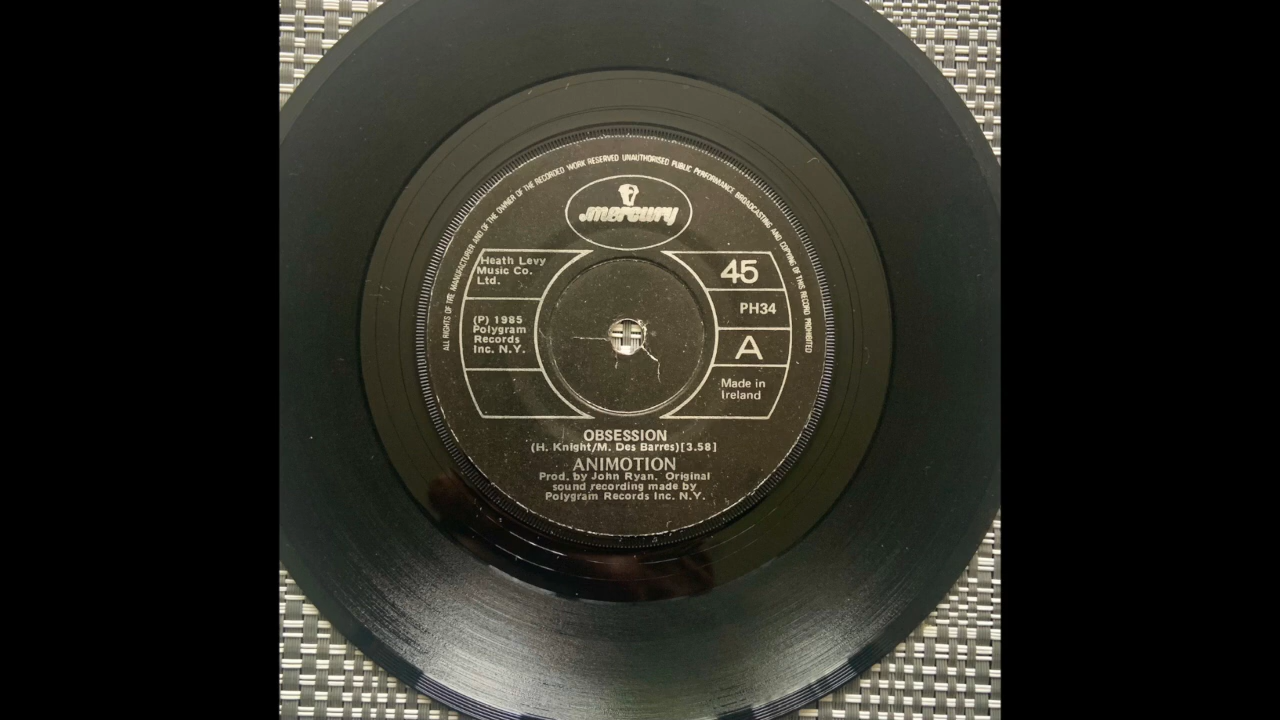 ALL RIGHTS OF THE MANUFACTURER AND OF THE OWNER OF THE RECORDED WORK RESERVED UNAUTHORISED PUBLIC PERFORMANCE BROADCASTING AND COPYING OF THIS RECORD PROHIBITED
mercury
Heath Levy
Music Co.
Ltd.
(P) 1985
Polygram
Records
Inc. N.Y.
45
PH34
A
Made in
Ireland
OBSESSION
(H. Knight/M. Des Barres)[3.58]
ANIMOTION
Prod. by John Ryan. Original
sound recording made by
Polygram Records Inc. N.Y.